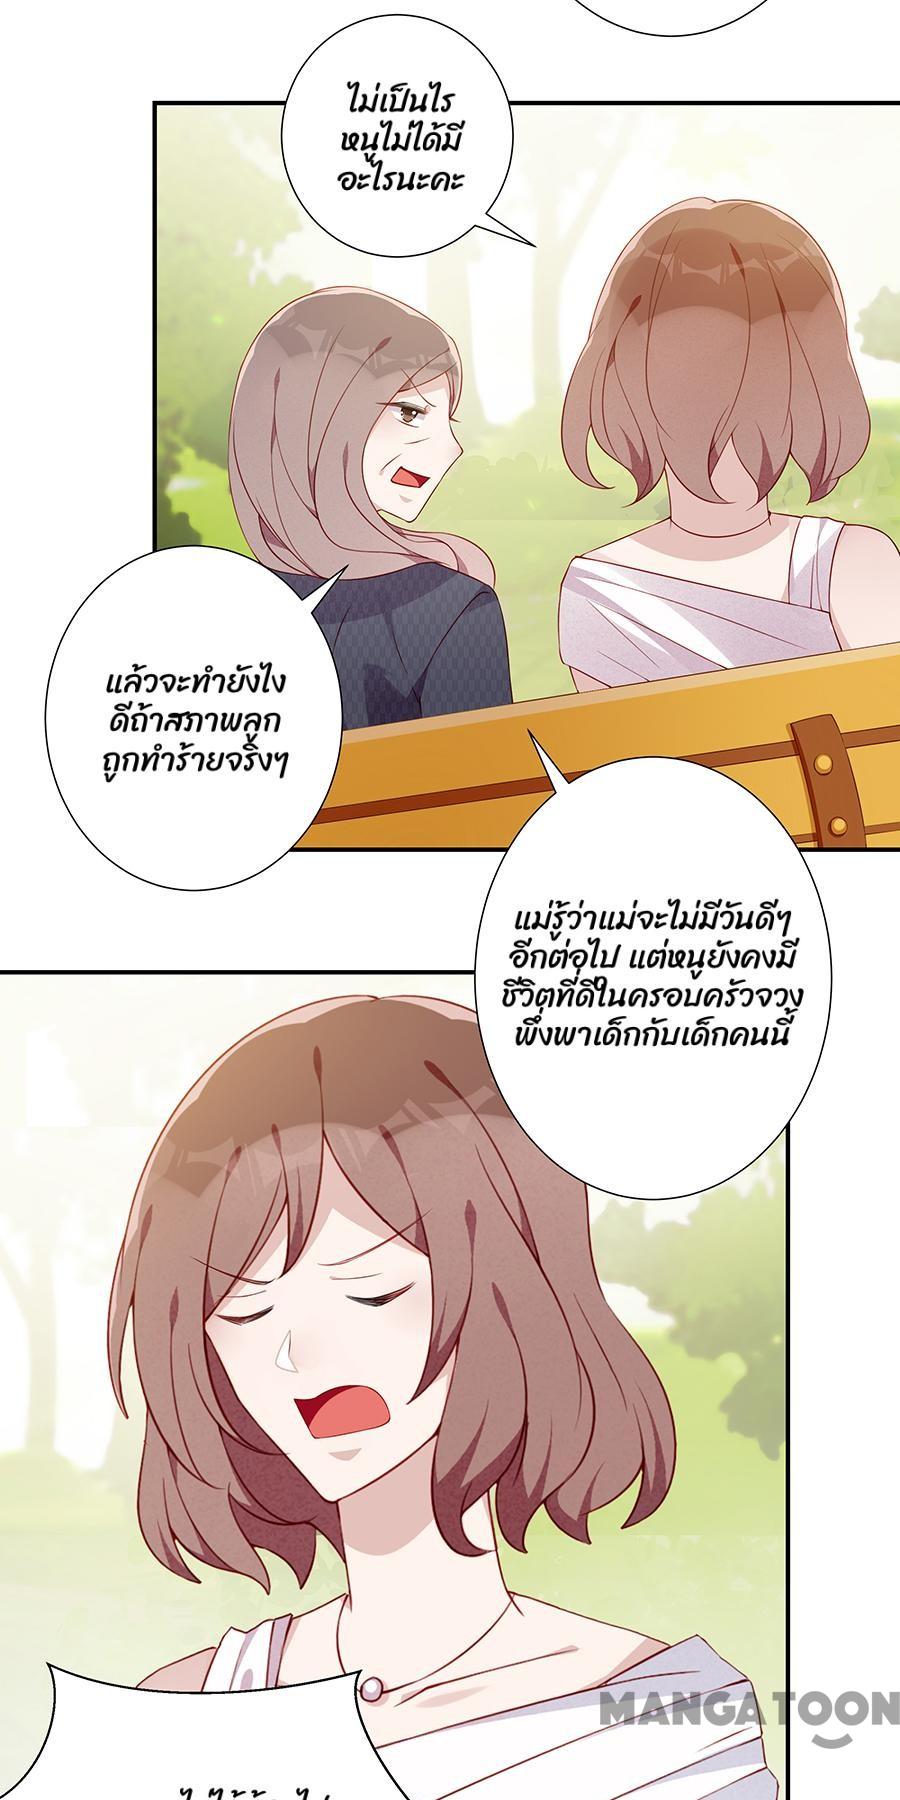 ไม่เป็นไร
หนูไม่ได้มี
อะไรนะคะ
แล้วจะทำยังไง
ดีถ้าสภาพลูก
ถูกทำร้ายจริงๆ
แม่รู้ว่าแม่จะไม่มีวันดีๆ
อีกต่อไป แต่หนูยังคงมี
ชีวิตที่ดีในครอบครัวจวง
พึ่งพาเด็กกับเด็กคนนี้
MANGATOON